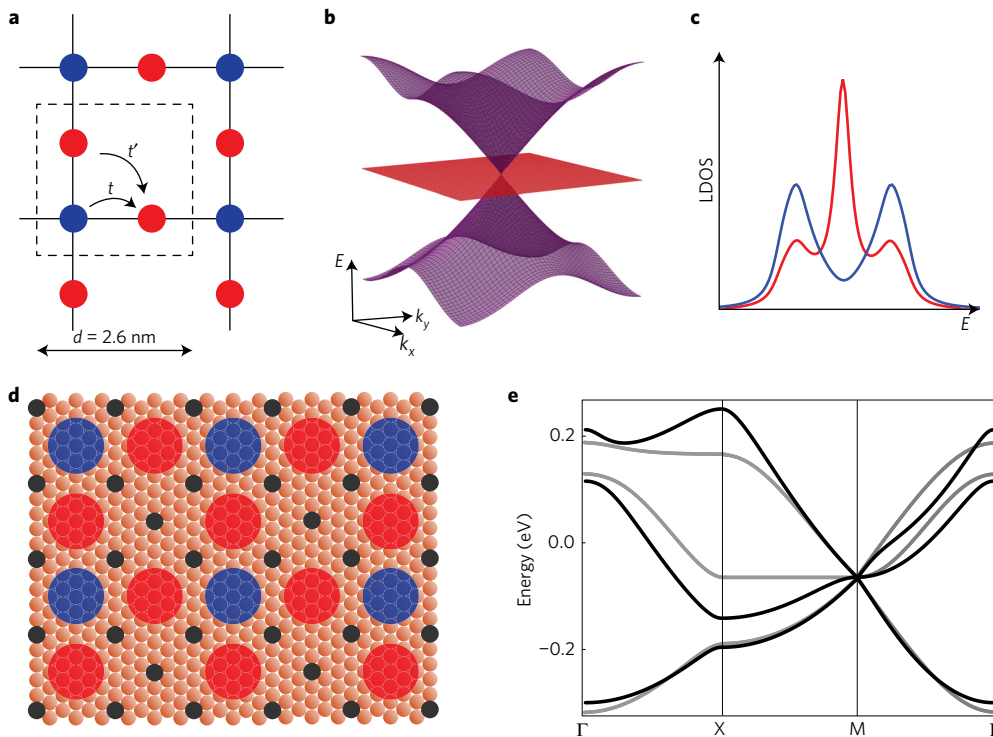 a
t′
t
d = 2.6 nm
b
E
k_y
k_x
c
LDOS
E
d
e
Energy (eV)
0.2
0.0
−0.2
Γ
X
M